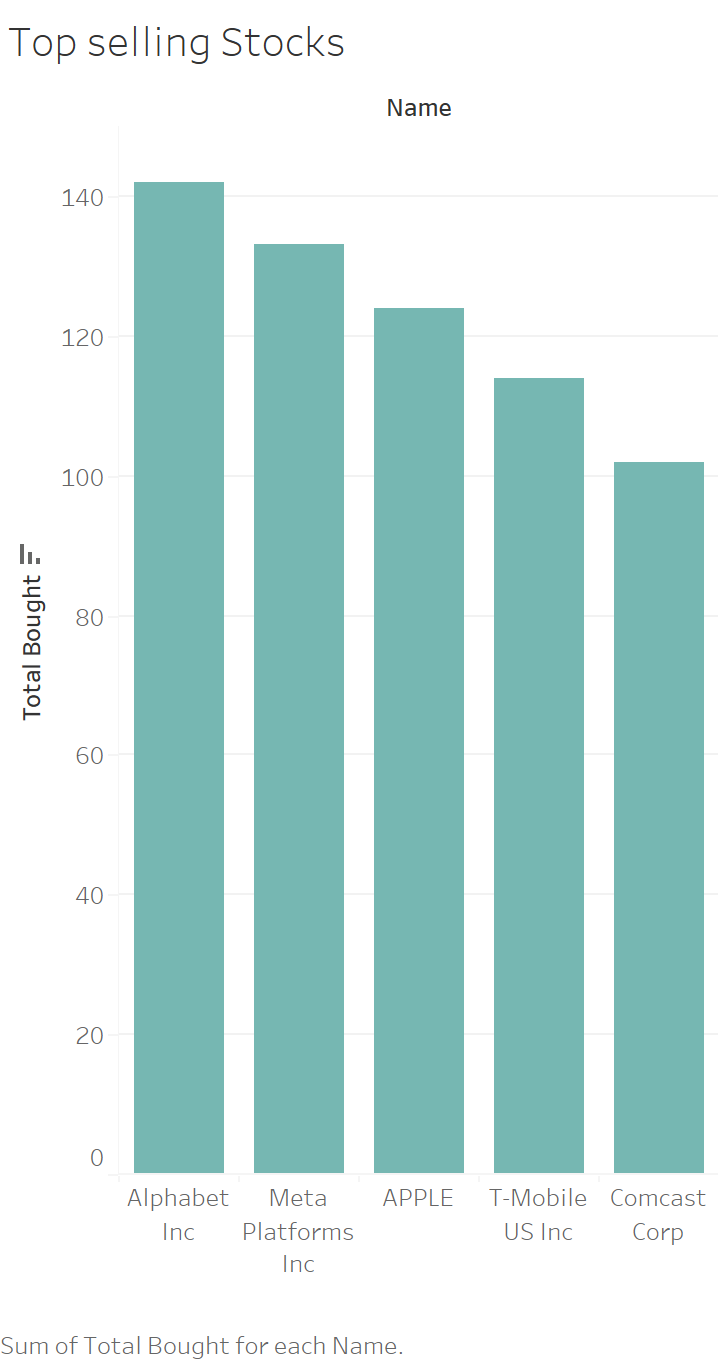 Top selling Stocks
Name
140
120
100
80
60
40
20
0
Total Bought
Alphabet Inc
Meta Platforms Inc
APPLE
T-Mobile US Inc
Comcast Corp
Sum of Total Bought for each Name.